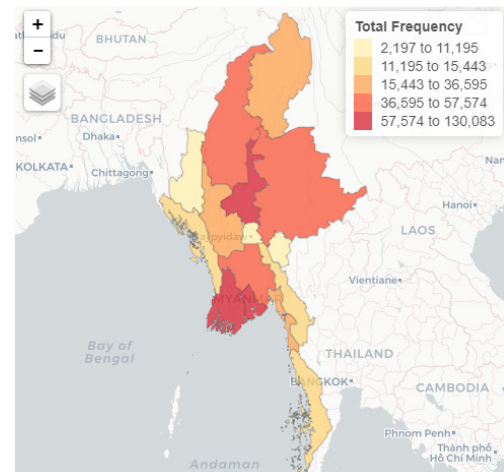 +
−
Total Frequency
2,197 to 11,195
11,195 to 15,443
15,443 to 36,595
36,595 to 57,574
57,574 to 130,083
BHUTAN
BANGLADESH
Dhaka
KOLKATA
Chittagong
Hanoi
LAOS
MYANMAR
Vientiane
Bay of
Bengal
THAILAND
BANGKOK
CAMBODIA
Phnom Penh
Thành phố
Hồ Chí Minh
Andaman